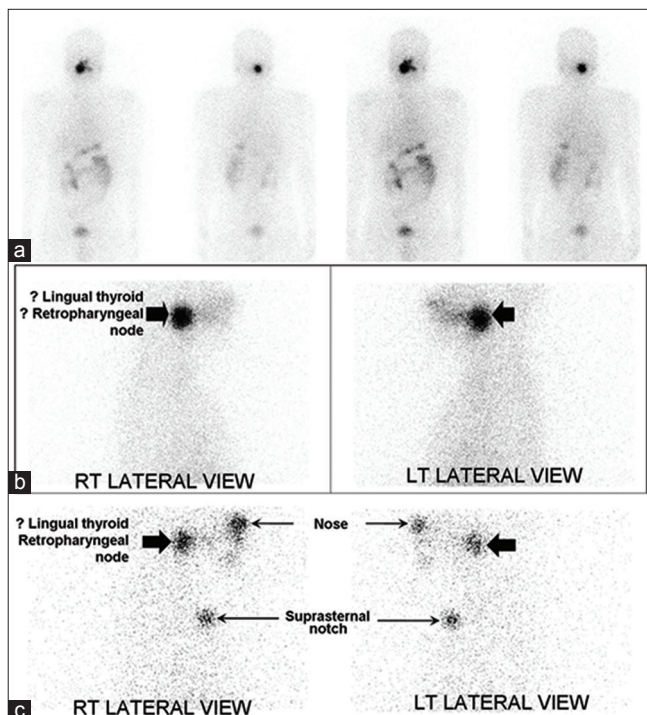 a
? Lingual thyroid
? Retropharyngeal
node
RT LATERAL VIEW
LT LATERAL VIEW
b
? Lingual thyroid
Retropharyngeal
node
Nose
Suprasternal
notch
RT LATERAL VIEW
LT LATERAL VIEW
c